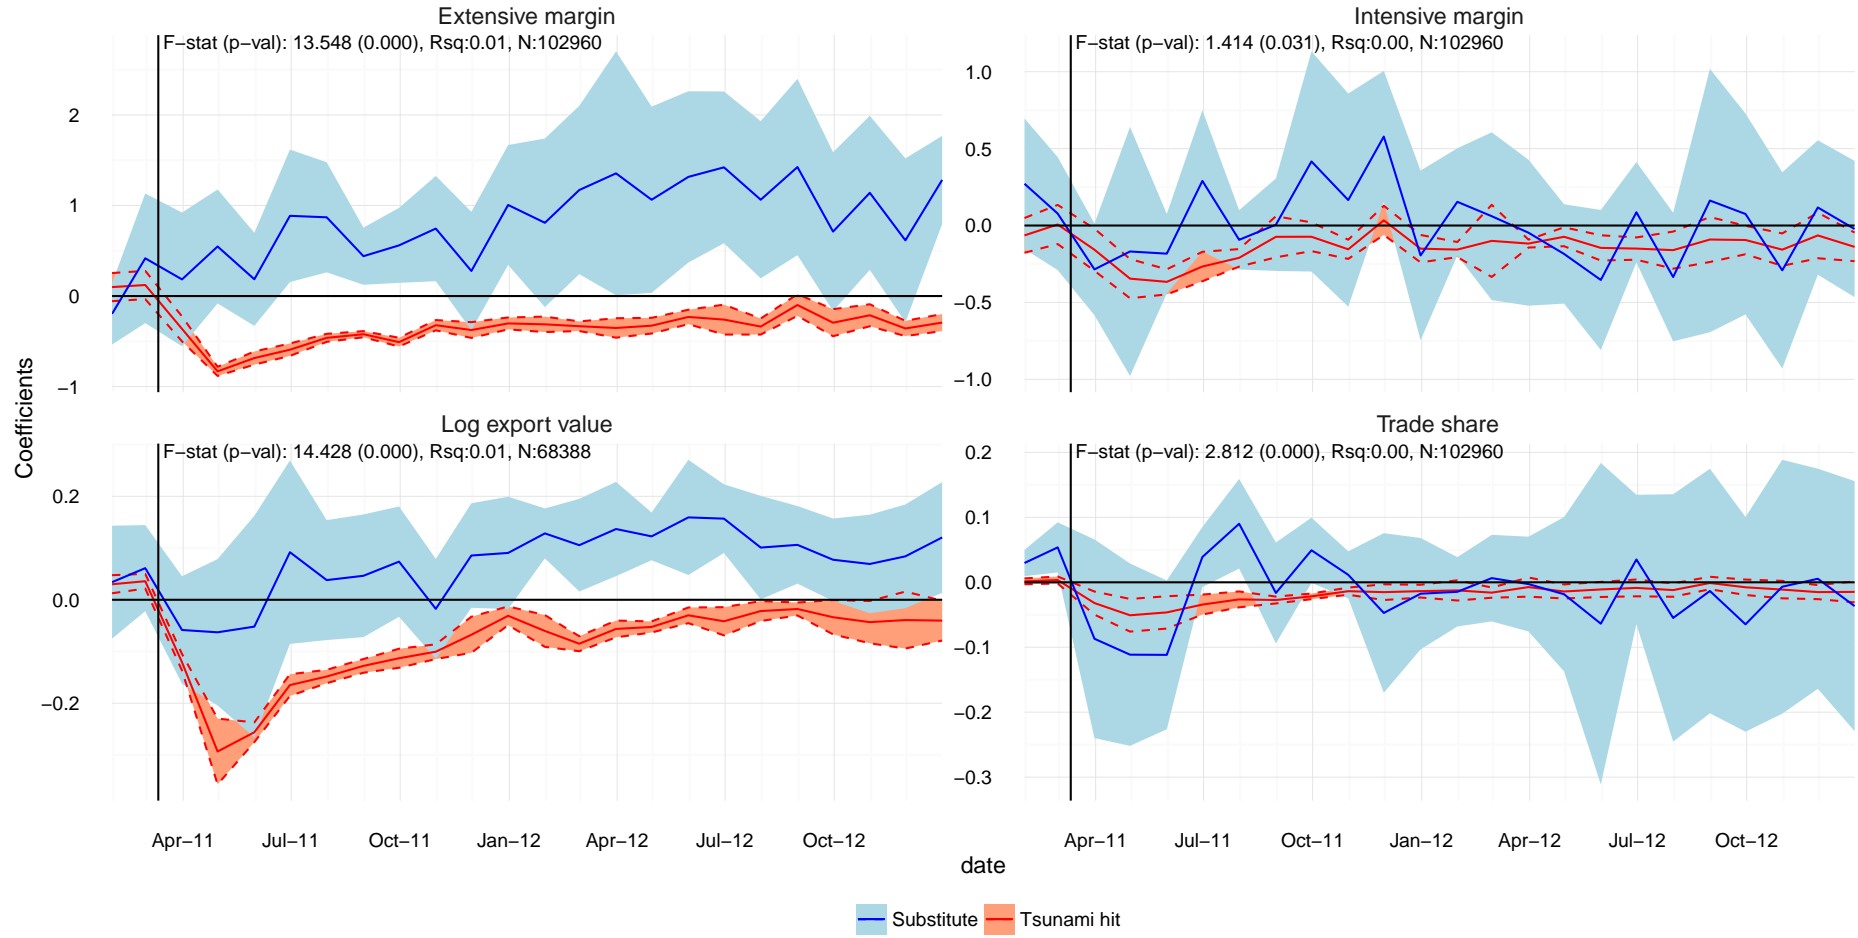 Extensive margin
F−stat (p−val): 13.548 (0.000), Rsq:0.01, N:102960
2
1
0
−1
Intensive margin
F−stat (p−val): 1.414 (0.031), Rsq:0.00, N:102960
1.0
0.5
0.0
−0.5
−1.0
Coefficients
Log export value
F−stat (p−val): 14.428 (0.000), Rsq:0.01, N:68388
0.2
0.0
−0.2
Apr−11 Jul−11 Oct−11 Jan−12 Apr−12 Jul−12 Oct−12
Trade share
F−stat (p−val): 2.812 (0.000), Rsq:0.00, N:102960
0.2
0.1
0.0
−0.1
−0.2
−0.3
Apr−11 Jul−11 Oct−11 Jan−12 Apr−12 Jul−12 Oct−12
date
Substitute Tsunami hit